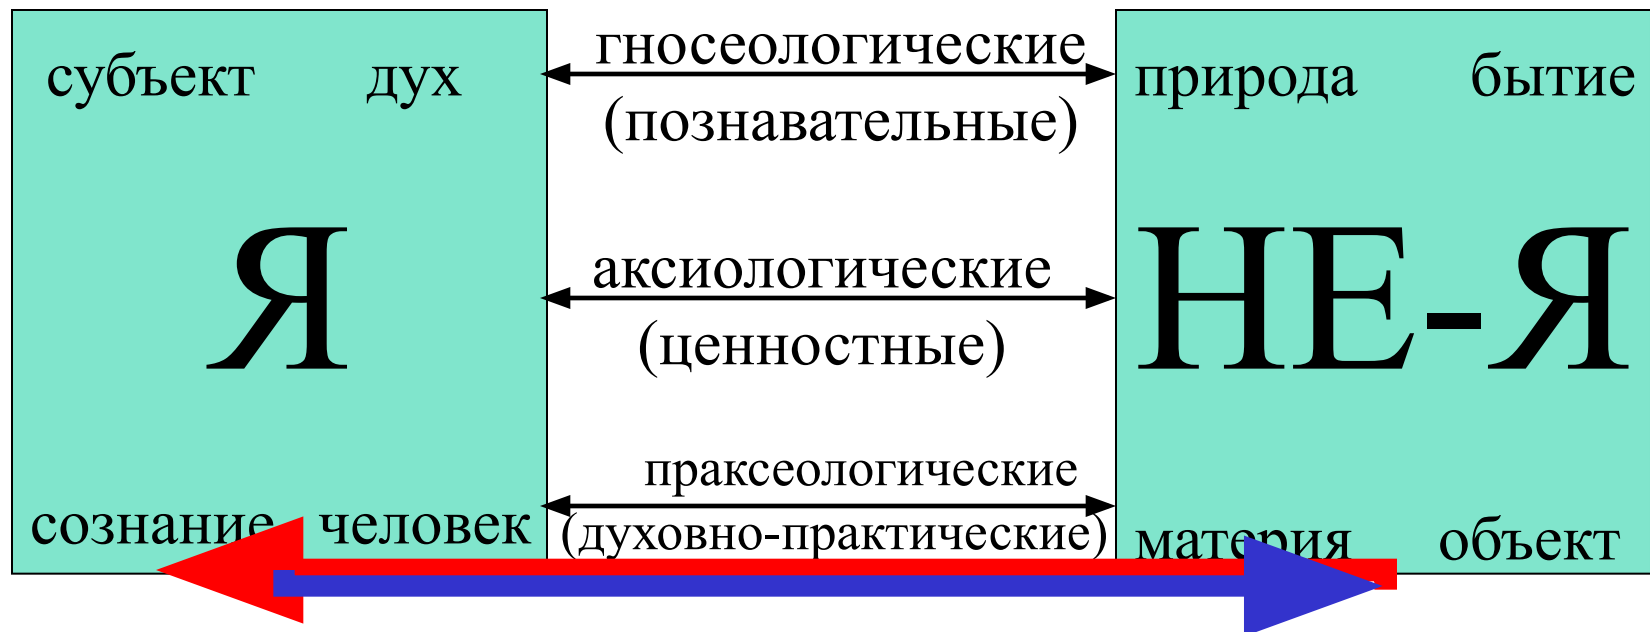 субъект дух
Я
сознание человек
гносеологические
(познавательные)
аксиологические
(ценностные)
праксеологические
(духовно-практические)
природа бытие
НЕ-Я
материя объект